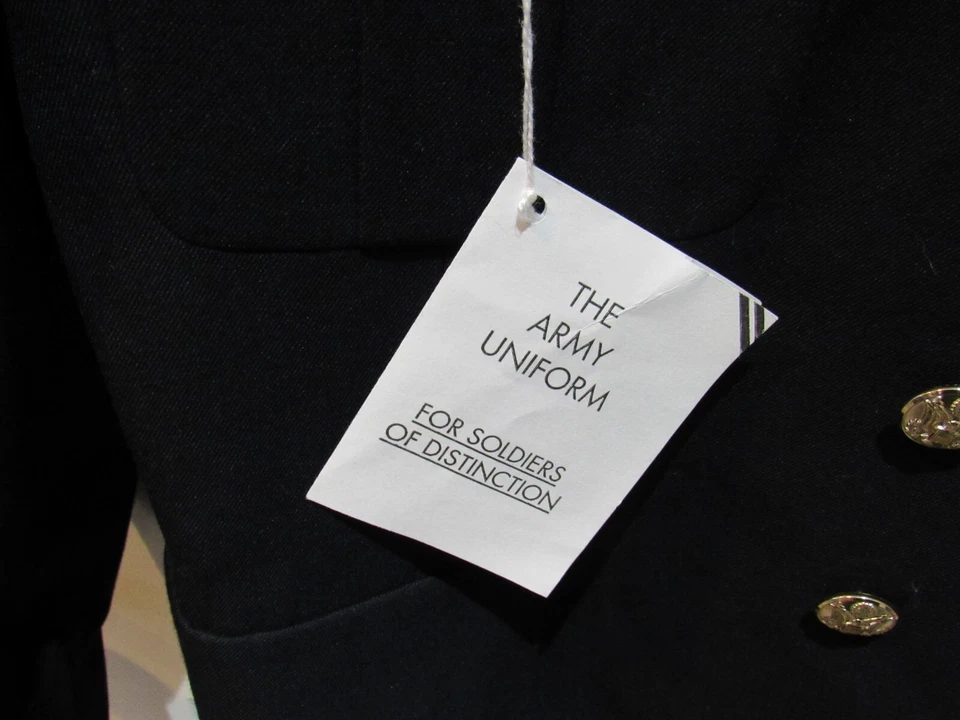 THE
ARMY
UNIFORM
FOR SOLDIERS
OF DISTINCTION